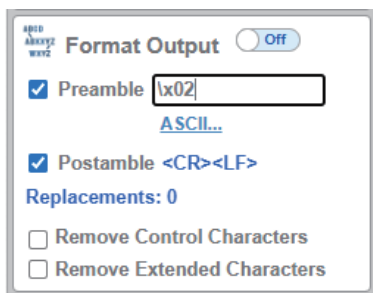 ABCD
ABXXYZ
WXYZ
Format Output Off
Preamble \x02
ASCII...
Postamble <CR><LF>
Replacements: 0
Remove Control Characters
Remove Extended Characters